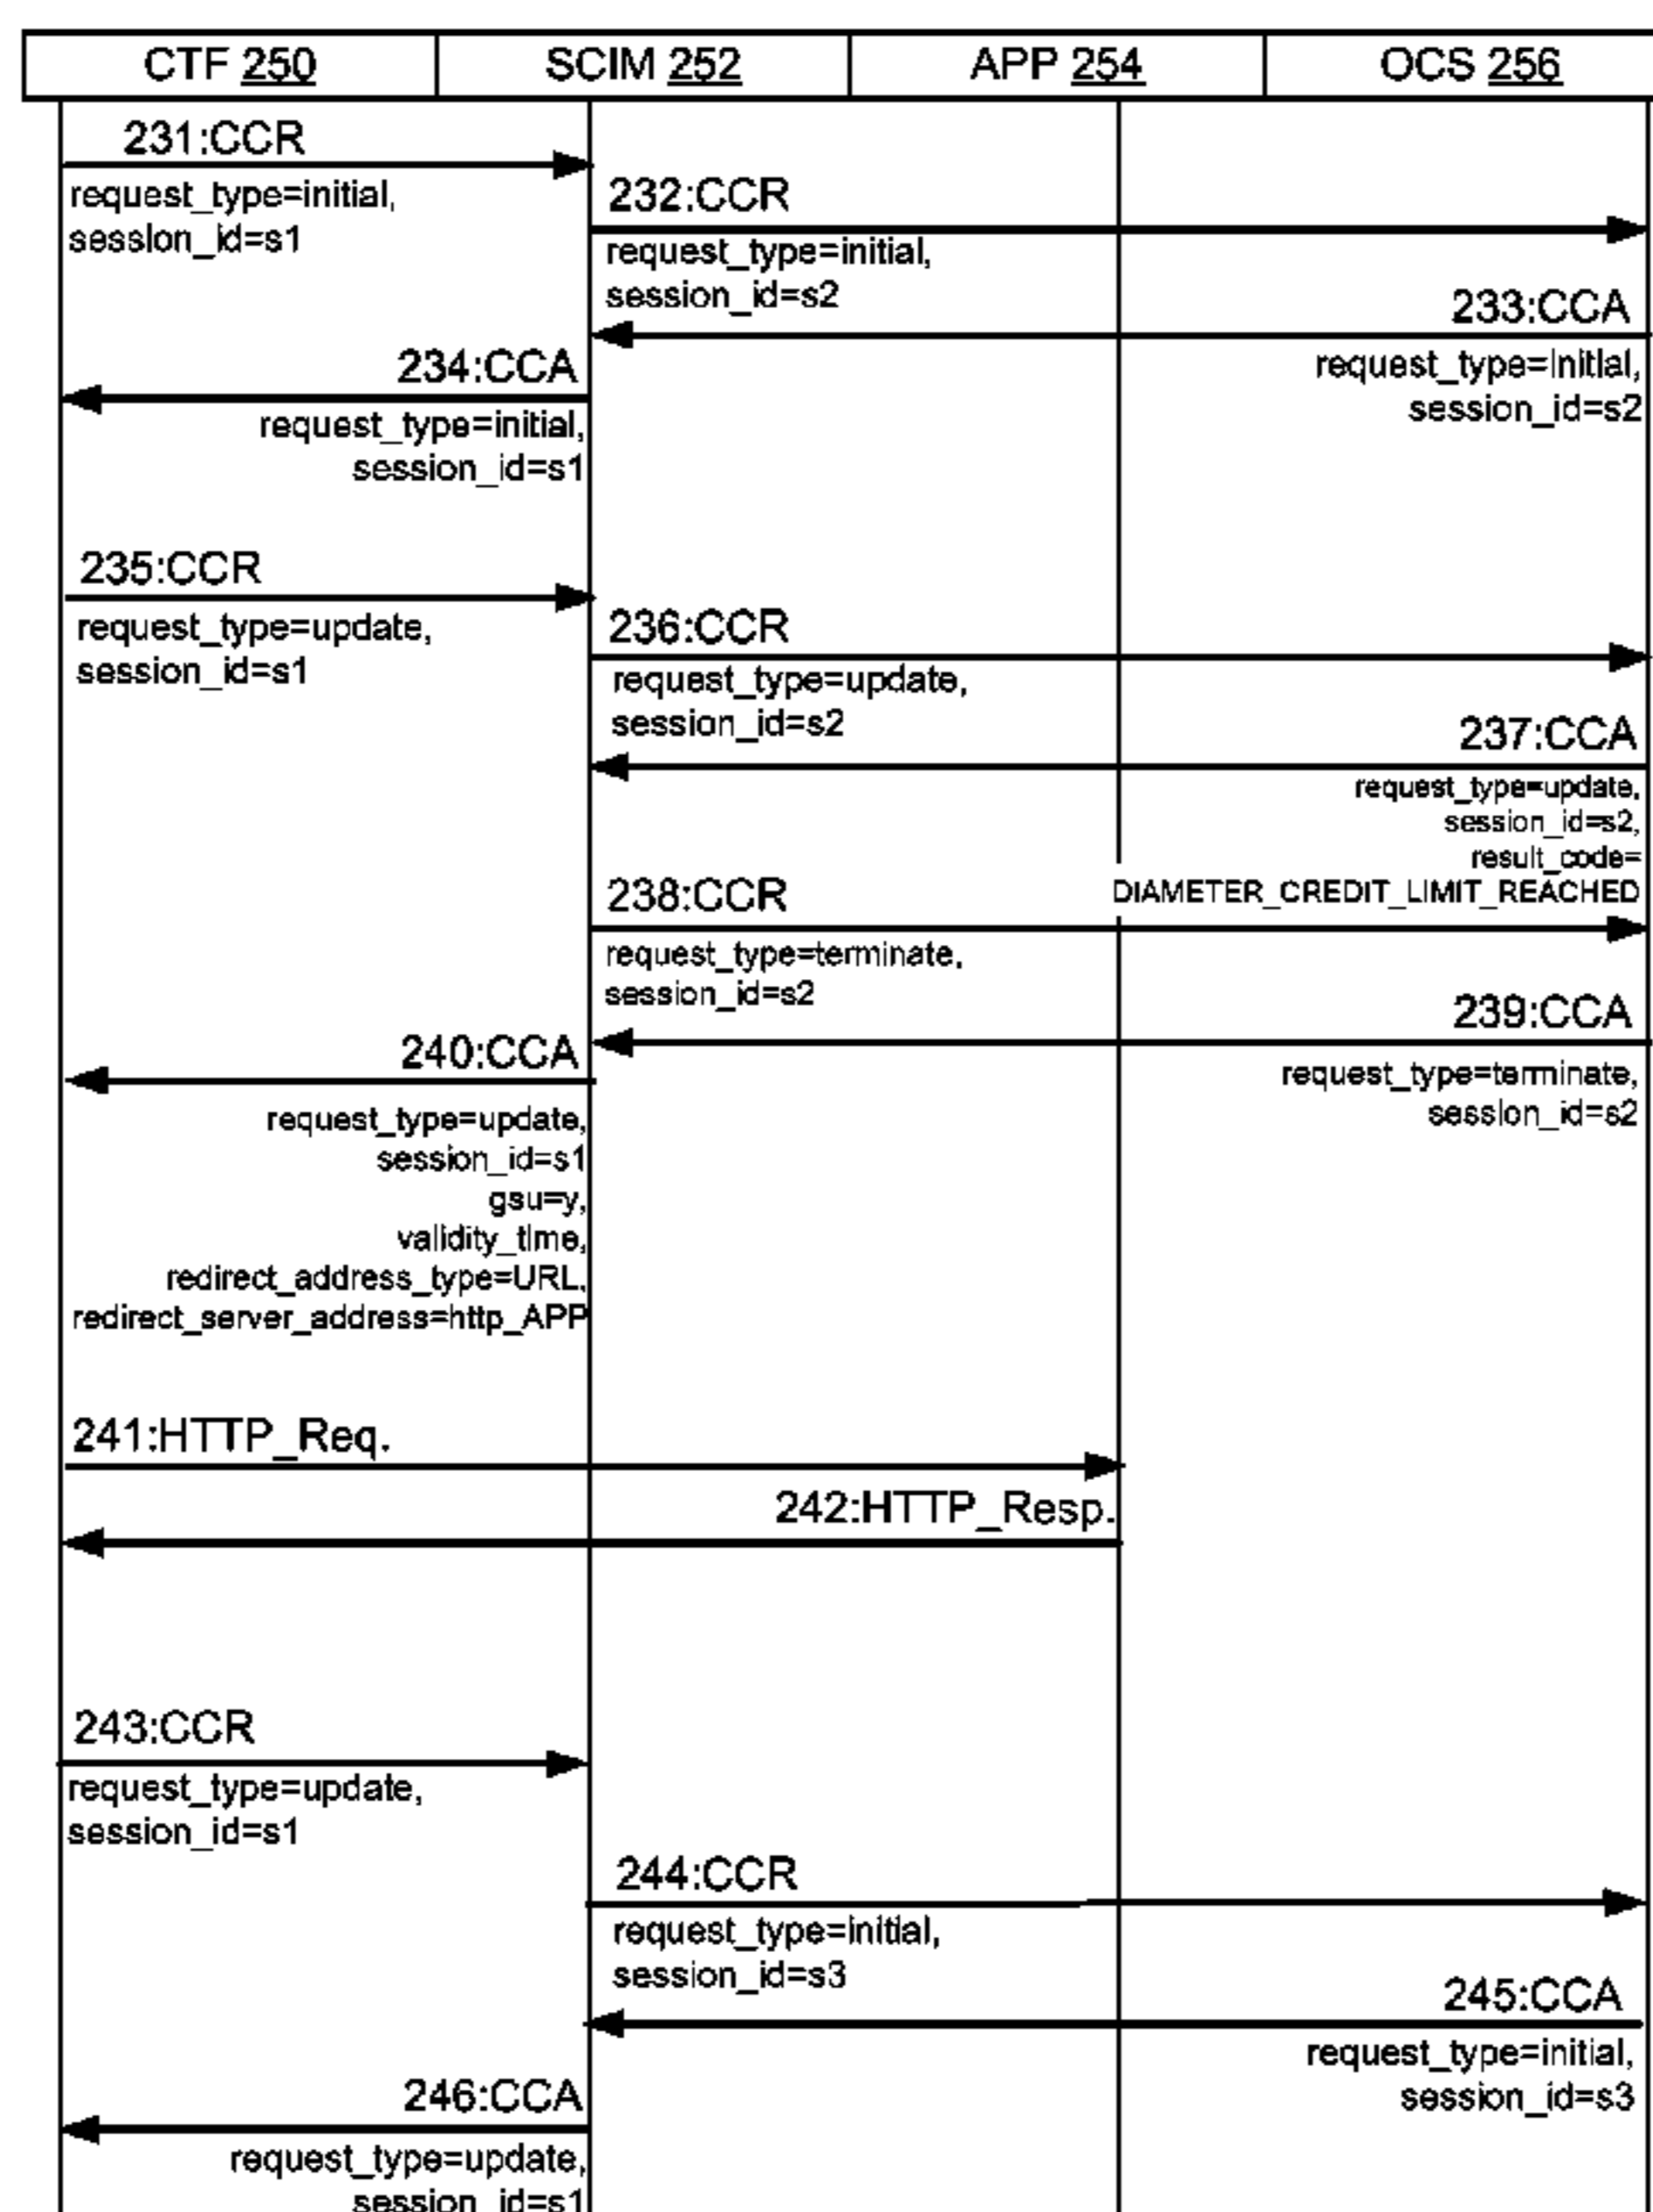 CTF 250
SCIM 252
APP 254
OCS 256
231:CCR
request_type=initial,
session_id=s1
232:CCR
request_type=initial,
session_id=s2
233:CCA
request_type=initial,
session_id=s2
234:CCA
request_type=initial,
session_id=s1
235:CCR
request_type=update,
session_id=s1
236:CCR
request_type=update,
session_id=s2
237:CCA
request_type=update,
session_id=s2,
result_code=
DIAMETER_CREDIT_LIMIT_REACHED
238:CCR
request_type=terminate,
session_id=s2
239:CCA
request_type=terminate,
session_id=s2
240:CCA
request_type=update,
session_id=s1
gsu=y,
validity_time,
redirect_address_type=URL,
redirect_server_address=http_APP
241:HTTP_Req.
242:HTTP_Resp.
243:CCR
request_type=update,
session_id=s1
244:CCR
request_type=initial,
session_id=s3
245:CCA
request_type=initial,
session_id=s3
246:CCA
request_type=update,
session_id=s1